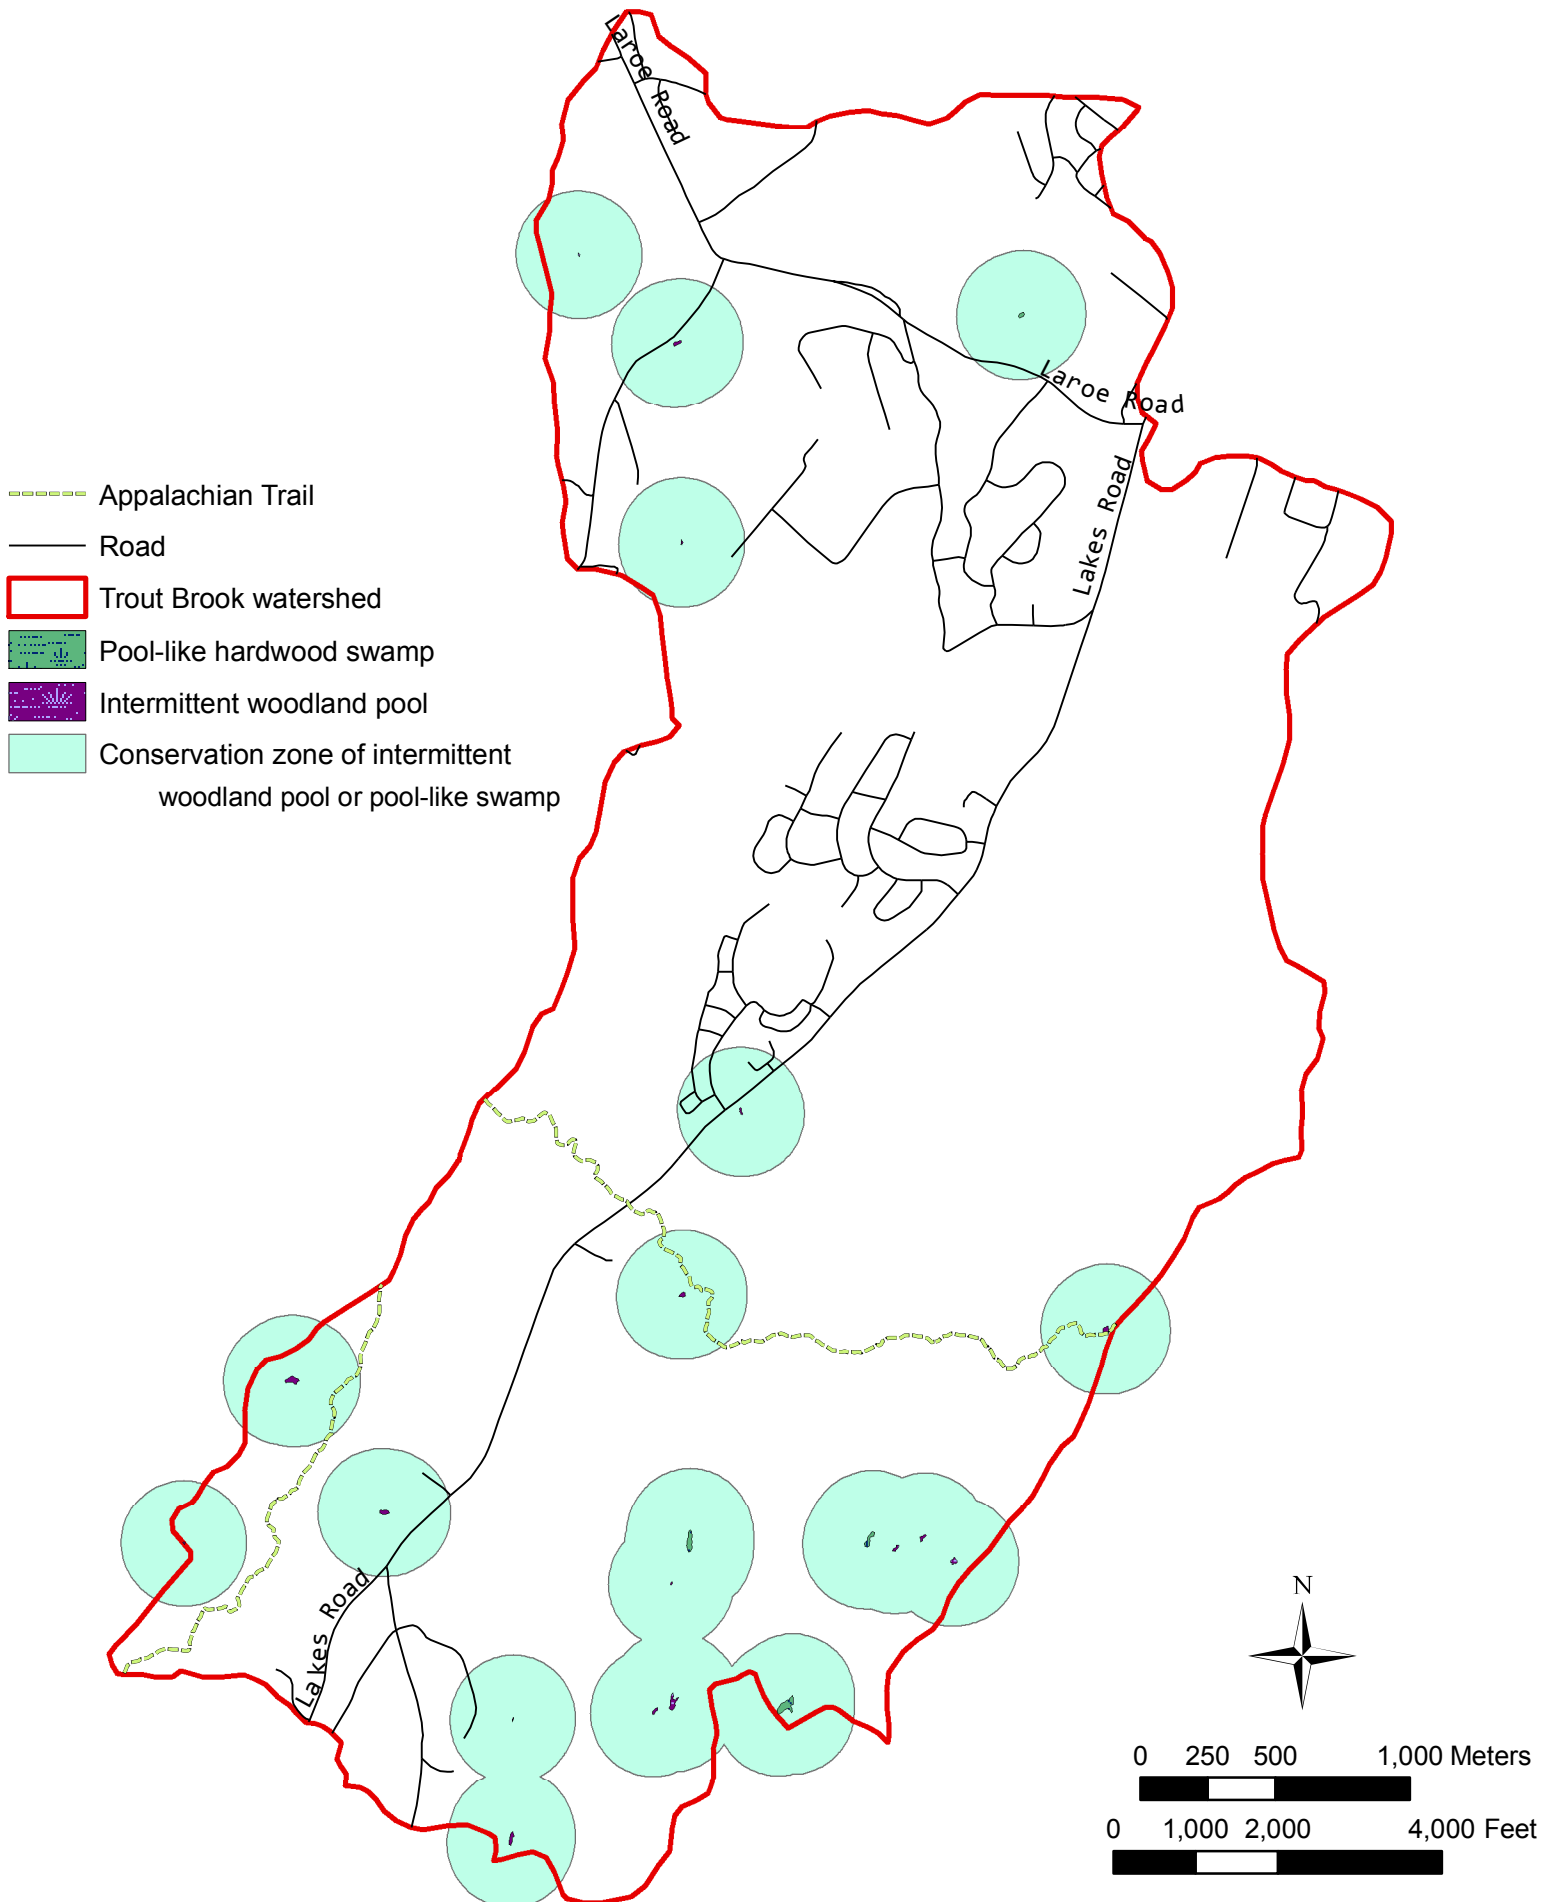 Laroe Road
Laroe Road
Lakes Road
Appalachian Trail
Road
Trout Brook watershed
Pool-like hardwood swamp
Intermittent woodland pool
Conservation zone of intermittent
woodland pool or pool-like swamp
Lakes Road
N
0 250 500 1,000 Meters
0 1,000 2,000 4,000 Feet